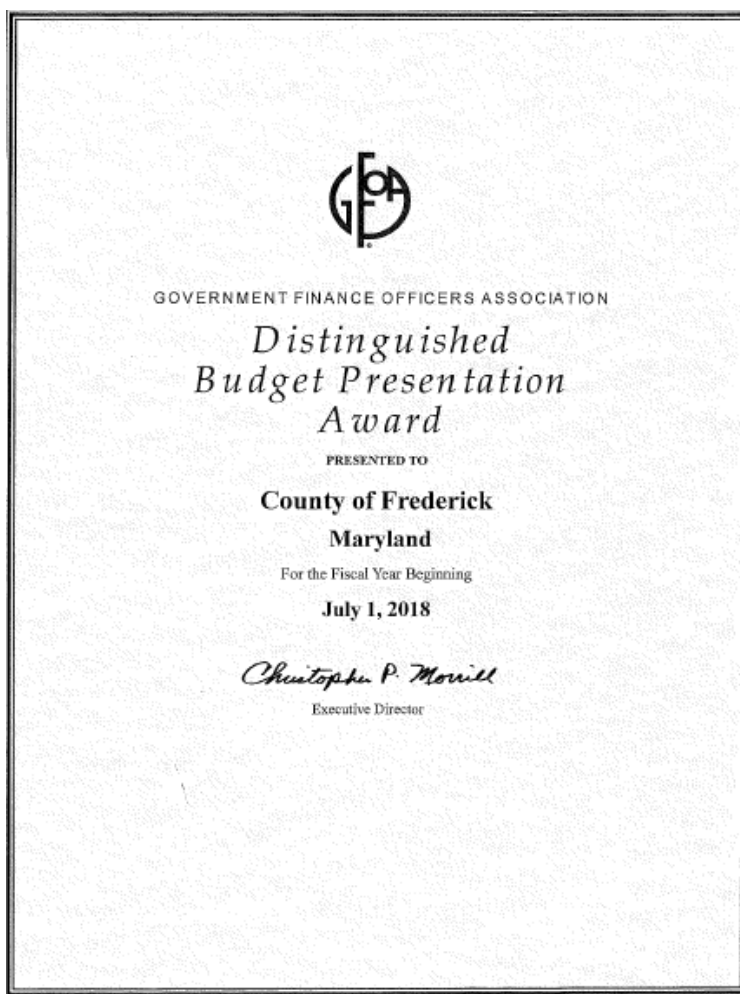 GFOA
GOVERNMENT FINANCE OFFICERS ASSOCIATION
Distinguished
Budget Presentation
Award
PRESENTED TO
County of Frederick
Maryland
For the Fiscal Year Beginning
July 1, 2018
Christopher P. Morrill
Executive Director